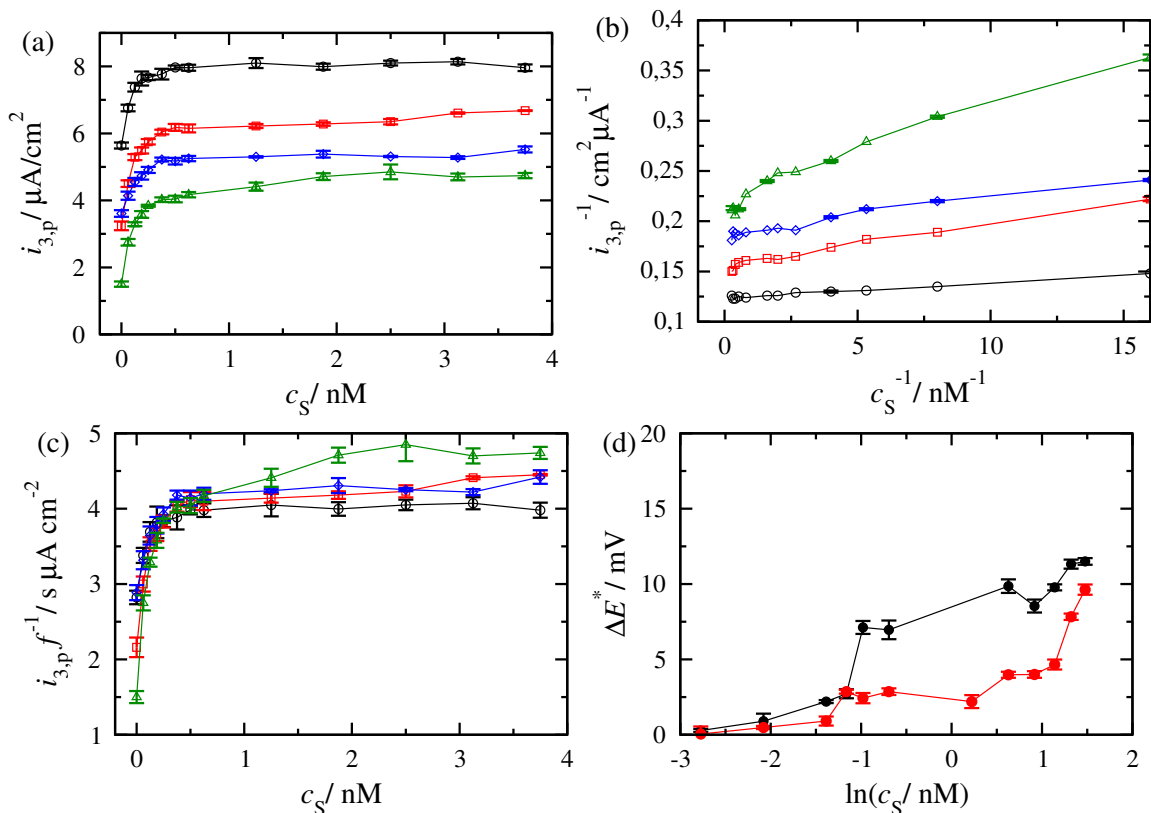 (a)
8
6
4
2
0
i3,p / μA/cm²
0 1 2 3 4
cS / nM
(b)
0,4
0,35
0,3
0,25
0,2
0,15
0,1
i3,p⁻¹ / cm² μA⁻¹
0 5 10 15
cS⁻¹ / nM⁻¹
(c)
5
4
3
2
1
i3,p f⁻¹ / s μA cm⁻²
0 1 2 3 4
cS / nM
(d)
20
15
10
5
0
ΔE* / mV
-3 -2 -1 0 1 2
ln(cS / nM)